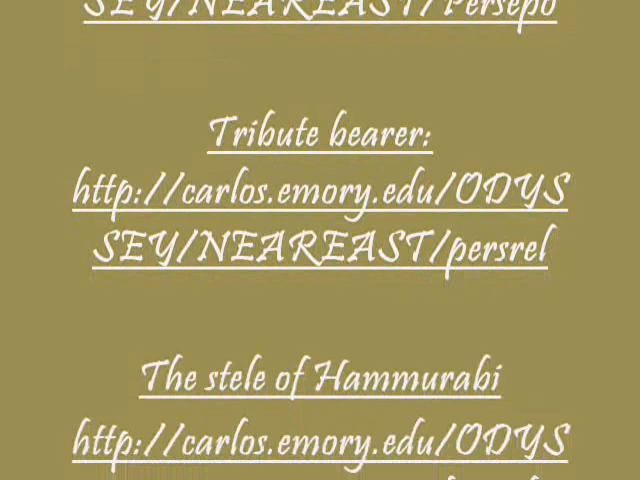 SEY/NEAREAST/Persepo
Tribute bearer:
http://carlos.emory.edu/ODYS
SEY/NEAREAST/persrel
The stele of Hammurabi
http://carlos.emory.edu/ODYS